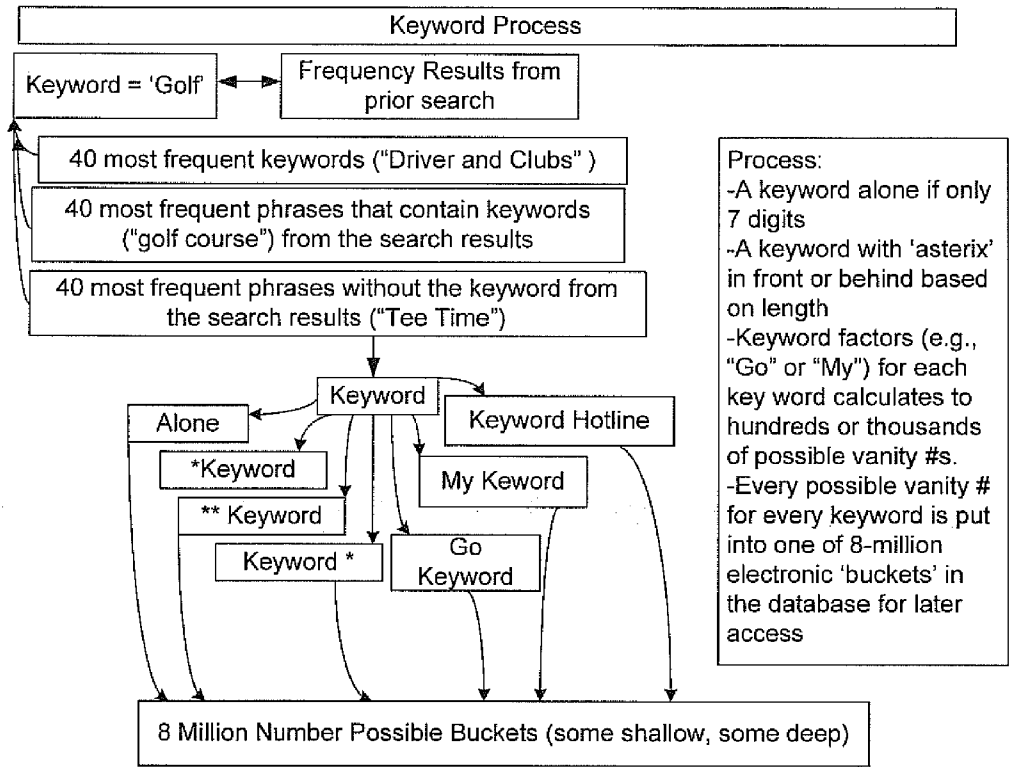 Keyword Process
Keyword = ‘Golf’
Frequency Results from
prior search
40 most frequent keywords (“Driver and Clubs” )
40 most frequent phrases that contain keywords
(“golf course”) from the search results
40 most frequent phrases without the keyword from
the search results (“Tee Time”)
Keyword
Alone
Keyword Hotline
*Keyword
My Keword
** Keyword
Keyword *
Go
Keyword
8 Million Number Possible Buckets (some shallow, some deep)
Process:
-A keyword alone if only
7 digits
-A keyword with ‘asterix’
in front or behind based
on length
-Keyword factors (e.g.,
“Go” or “My”) for each
key word calculates to
hundreds or thousands
of possible vanity #s.
-Every possible vanity #
for every keyword is put
into one of 8-million
electronic ‘buckets’ in
the database for later
access